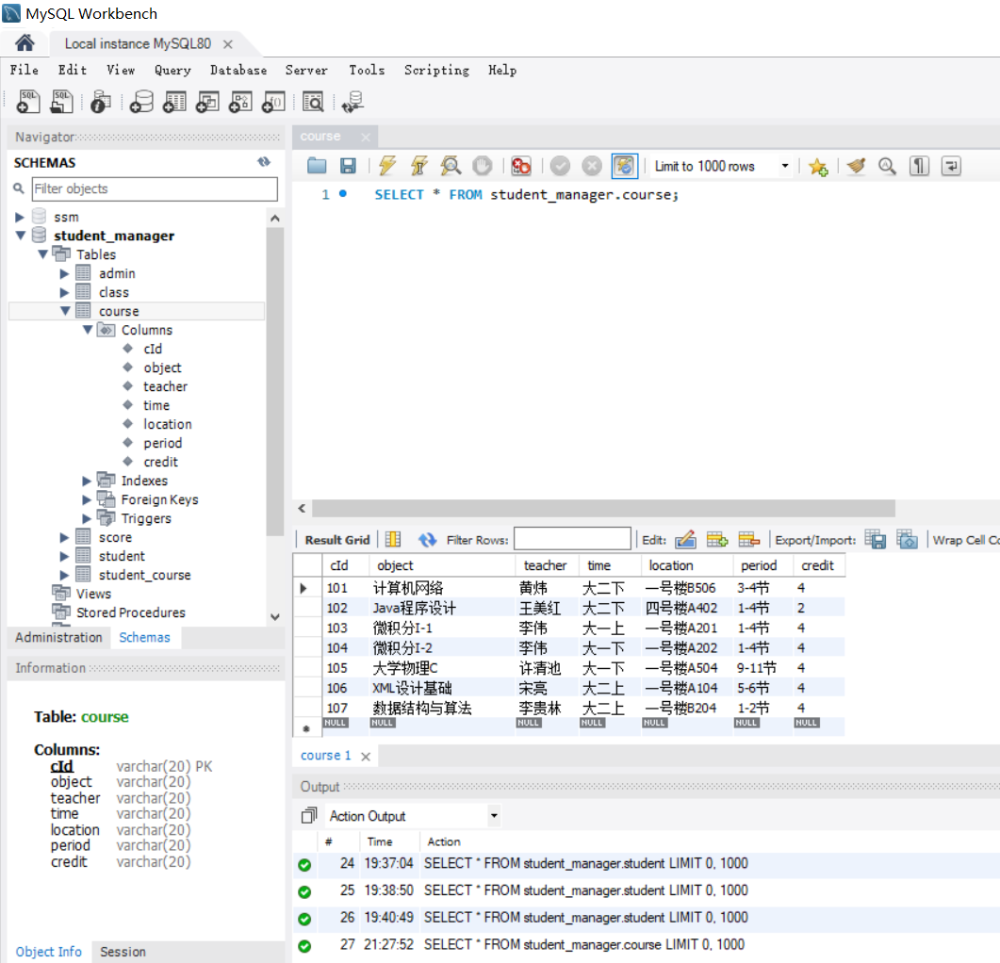 MySQL Workbench
Local instance MySQL80
File Edit View Query Database Server Tools Scripting Help
Navigator
SCHEMAS
Filter objects
ssm
student_manager
Tables
admin
class
course
Columns
cId
object
teacher
time
location
period
credit
Indexes
Foreign Keys
Triggers
score
student
student_course
Views
Stored Procedures
Administration Schemas
Information
Table: course
Columns:
cId varchar(20) PK
object varchar(20)
teacher varchar(20)
time varchar(20)
location varchar(20)
period varchar(20)
credit varchar(20)
Object Info Session
course
Limit to 1000 rows
1 SELECT * FROM student_manager.course;
Result Grid Filter Rows: Edit: Export/Import: Wrap Cell Co
cId object teacher time location period credit
101 计算机网络 黄炜 大二下 一号楼B506 3-4节 4
102 Java程序设计 王美红 大二下 四号楼A402 1-4节 2
103 微积分I-1 李伟 大一上 一号楼A201 1-4节 4
104 微积分I-2 李伟 大一下 一号楼A202 1-4节 4
105 大学物理C 许清池 大一下 一号楼A504 9-11节 4
106 XML设计基础 宋亮 大二上 一号楼A104 5-6节 4
107 数据结构与算法 李贵林 大二上 一号楼B204 1-2节 4
NULL NULL NULL NULL NULL NULL NULL
course 1
Output
Action Output
# Time Action
24 19:37:04 SELECT * FROM student_manager.student LIMIT 0, 1000
25 19:38:50 SELECT * FROM student_manager.student LIMIT 0, 1000
26 19:40:49 SELECT * FROM student_manager.student LIMIT 0, 1000
27 21:27:52 SELECT * FROM student_manager.course LIMIT 0, 1000